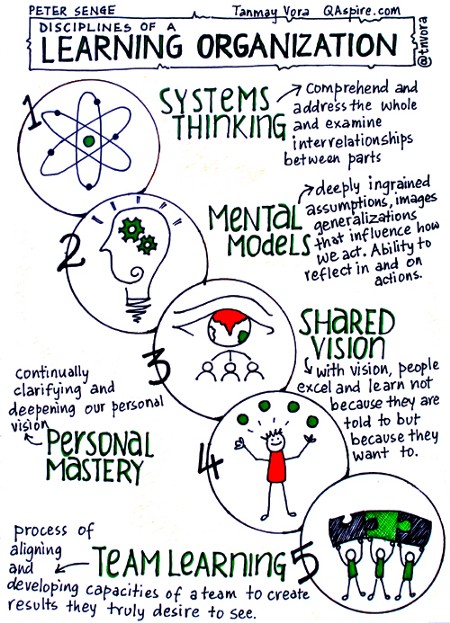 PETER SENGE
Tanmay Vora QAspire.com
DISCIPLINES OF A
LEARNING ORGANIZATION
@tnvora
1
SYSTEMS
THINKING
Comprehend and
address the whole
and examine
interrelationships
between parts
2
MENTAL
MODELS
deeply ingrained
assumptions, images
generalizations
that influence how
we act. Ability to
reflect in and on
actions.
3
SHARED
VISION
with vision, people
excel and learn not
because they are
told to but
because they
want to.
4
continually
clarifying and
deepening our personal
vision
PERSONAL
MASTERY
5
process of
aligning
and
TEAM LEARNING
developing capacities of a team to create
results they truly desire to see.